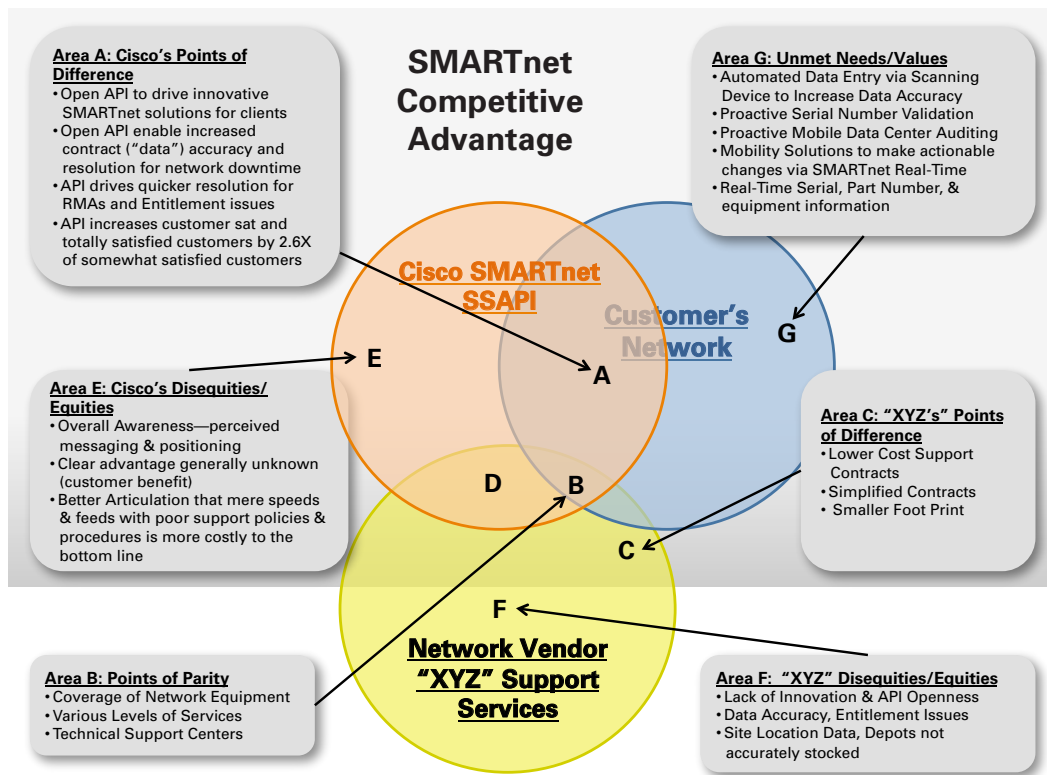 SMARTnet
Competitive
Advantage
Area A: Cisco's Points of
Difference
•Open API to drive innovative
SMARTnet solutions for clients
•Open API enable increased
contract ("data") accuracy and
resolution for network downtime
•API drives quicker resolution for
RMAs and Entitlement issues
•API increases customer sat and
totally satisfied customers by 2.6X
of somewhat satisfied customers
Area G: Unmet Needs/Values
•Automated Data Entry via Scanning
Device to Increase Data Accuracy
•Proactive Serial Number Validation
•Proactive Mobile Data Center Auditing
•Mobility Solutions to make actionable
changes via SMARTnet Real-Time
•Real-Time Serial, Part Number, &
equipment information
Cisco SMARTnet
SSAPI
Customer's
Network
G
E
A
Area E: Cisco's Disequities/
Equities
•Overall Awareness—perceived
messaging & positioning
•Clear advantage generally unknown
(customer benefit)
•Better Articulation that mere speeds
& feeds with poor support policies &
procedures is more costly to the
bottom line
Area C: "XYZ's" Points
of Difference
•Lower Cost Support
Contracts
•Simplified Contracts
• Smaller Foot Print
D
B
C
F
Network Vendor
"XYZ" Support
Services
Area B: Points of Parity
•Coverage of Network Equipment
•Various Levels of Services
•Technical Support Centers
Area F: "XYZ" Disequities/Equities
•Lack of Innovation & API Openness
•Data Accuracy, Entitlement Issues
•Site Location Data, Depots not
accurately stocked